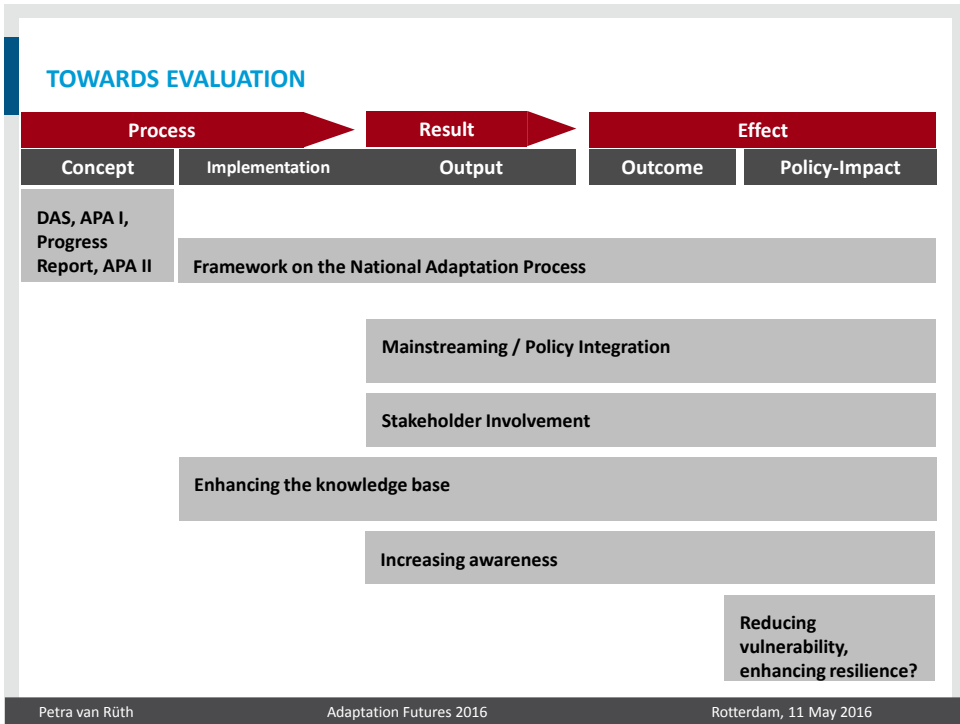 TOWARDS EVALUATION
Process
Result
Effect
Concept
Implementation
Output
Outcome
Policy-Impact
DAS, APA I,
Progress
Report, APA II
Framework on the National Adaptation Process
Mainstreaming / Policy Integration
Stakeholder Involvement
Enhancing the knowledge base
Increasing awareness
Reducing
vulnerability,
enhancing resilience?
Petra van Rüth
Adaptation Futures 2016
Rotterdam, 11 May 2016